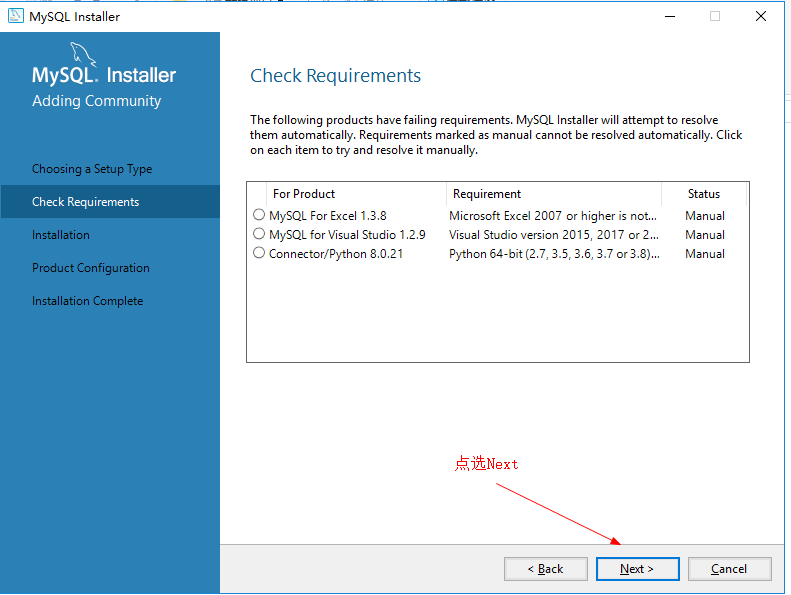 MySQL Installer
MySQL. Installer
Adding Community
Choosing a Setup Type
Check Requirements
Installation
Product Configuration
Installation Complete
Check Requirements
The following products have failing requirements. MySQL Installer will attempt to resolve
them automatically. Requirements marked as manual cannot be resolved automatically. Click
on each item to try and resolve it manually.
For Product Requirement Status
MySQL For Excel 1.3.8 Microsoft Excel 2007 or higher is not... Manual
MySQL for Visual Studio 1.2.9 Visual Studio version 2015, 2017 or 2... Manual
Connector/Python 8.0.21 Python 64-bit (2.7, 3.5, 3.6, 3.7 or 3.8)... Manual
点选Next
< Back Next > Cancel